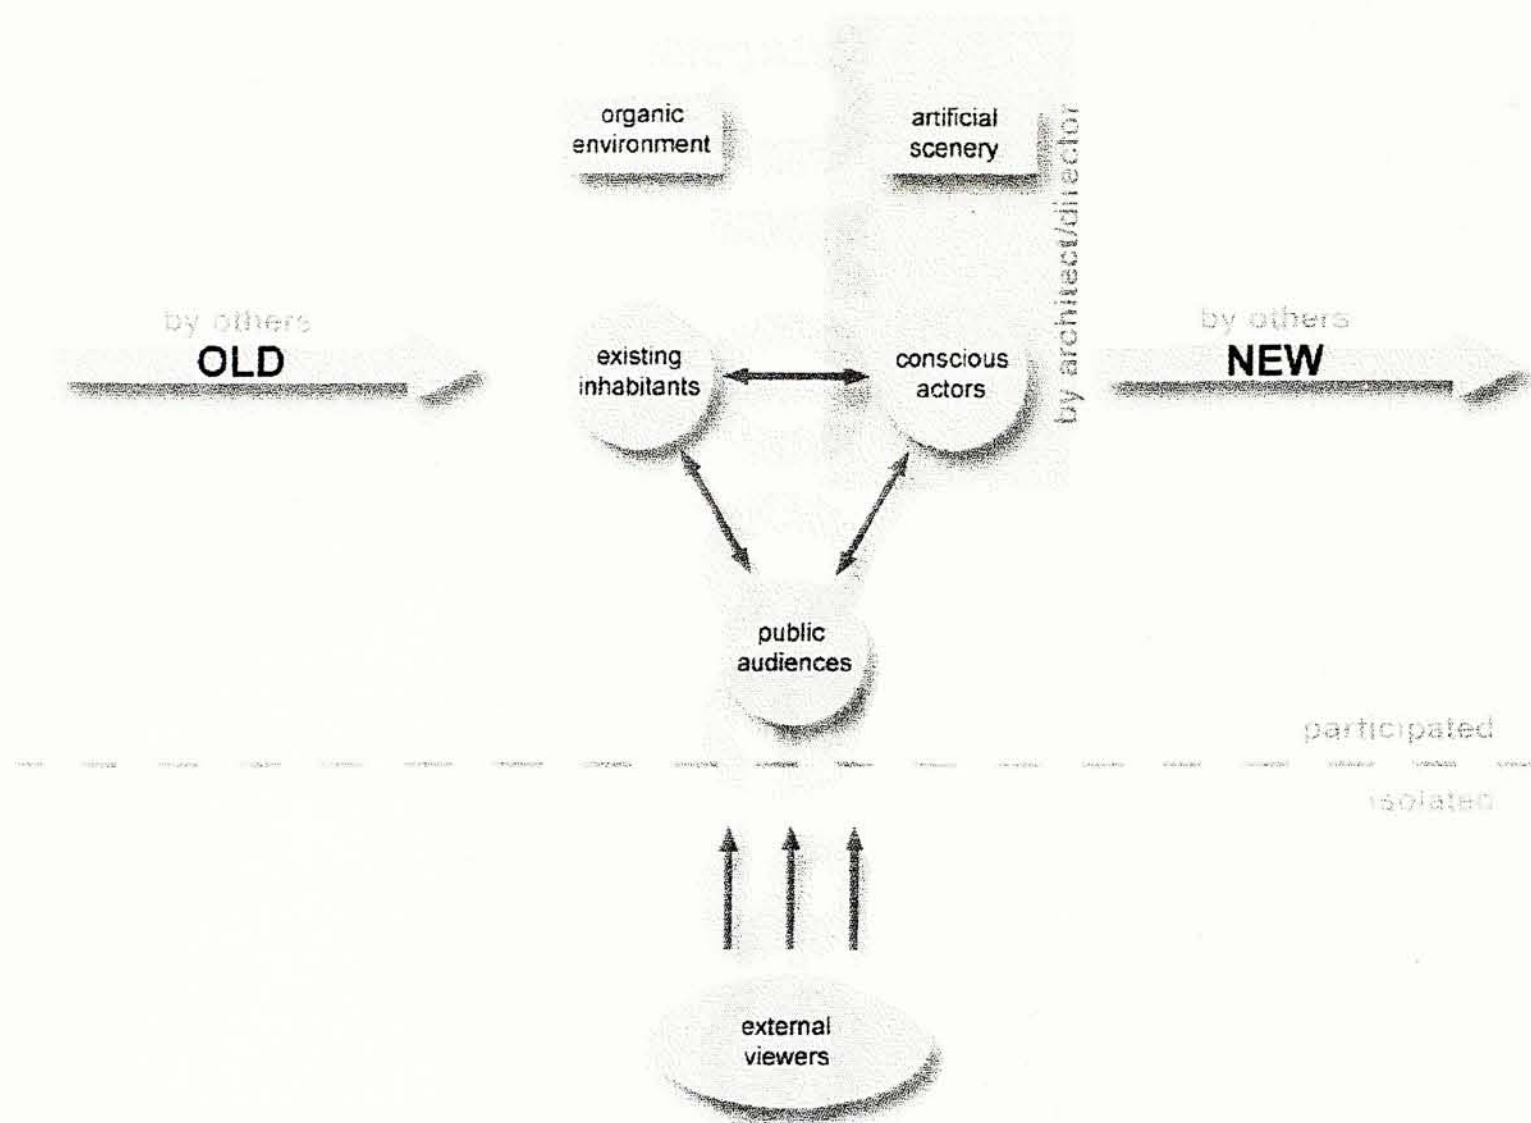 organic
environment
artificial
scenery
by architect/director
by others
OLD
existing
inhabitants
conscious
actors
by others
NEW
public
audiences
participated
isolated
external
viewers